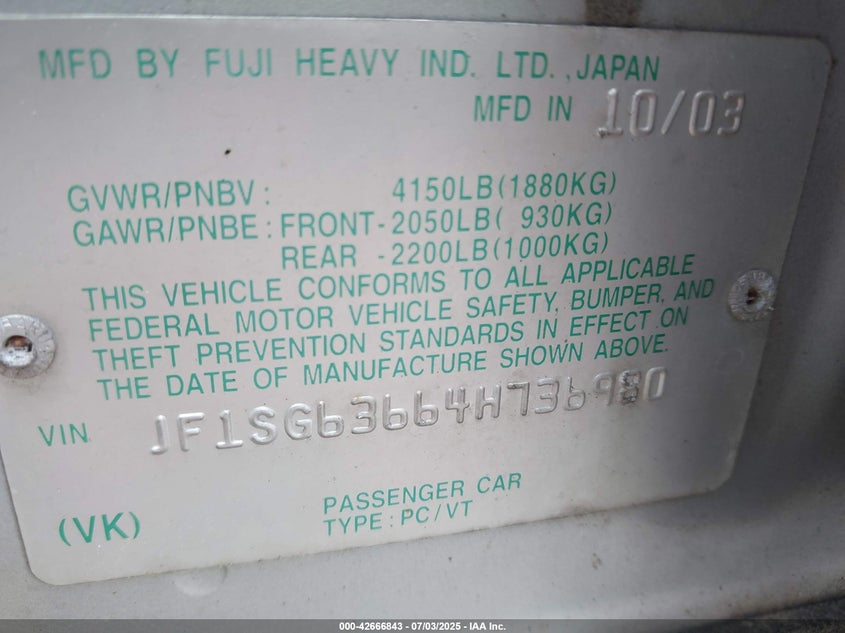 MFD BY FUJI HEAVY IND. LTD., JAPAN
MFD IN 10/03
GVWR/PNBV: 4150LB(1880KG)
GAWR/PNBE: FRONT-2050LB( 930KG)
REAR -2200LB(1000KG)
THIS VEHICLE CONFORMS TO ALL APPLICABLE
FEDERAL MOTOR VEHICLE SAFETY, BUMPER, AND
THEFT PREVENTION STANDARDS IN EFFECT ON
THE DATE OF MANUFACTURE SHOWN ABOVE.
VIN JF1SG63664H736980
PASSENGER CAR
(VK) TYPE: PC/VT
000-42666843 - 07/03/2025 - IAA Inc.